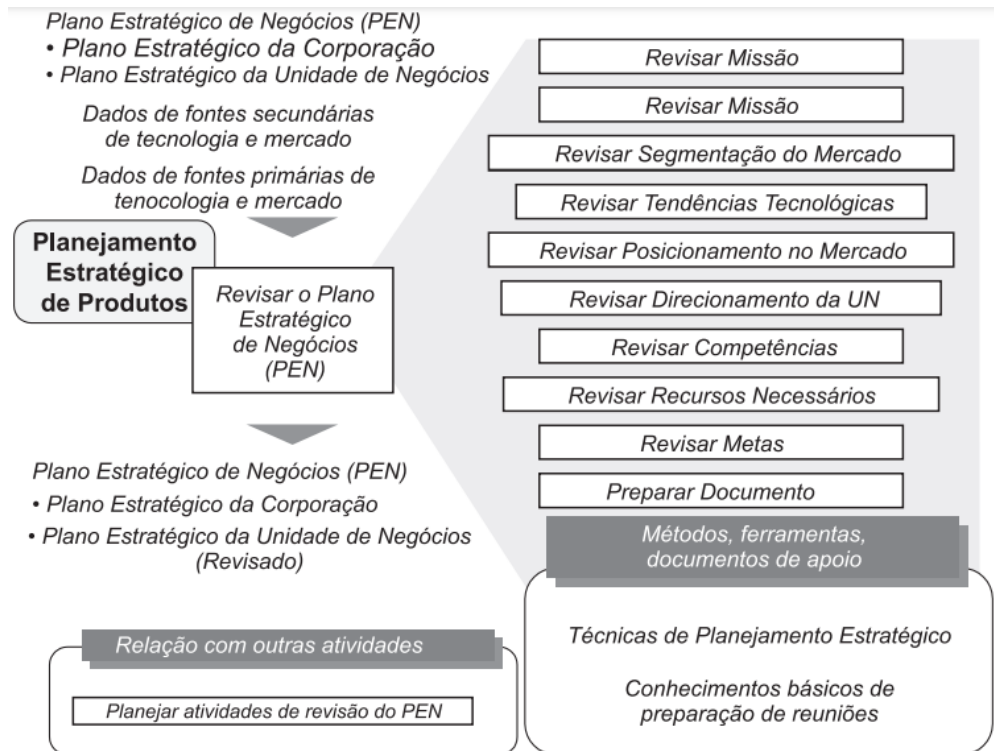 Plano Estratégico de Negócios (PEN)
• Plano Estratégico da Corporação
• Plano Estratégico da Unidade de Negócios
Dados de fontes secundárias
de tecnologia e mercado
Dados de fontes primárias de
tenocologia e mercado
Planejamento
Estratégico
de Produtos
Revisar o Plano
Estratégico
de Negócios
(PEN)
Plano Estratégico de Negócios (PEN)
• Plano Estratégico da Corporação
• Plano Estratégico da Unidade de Negócios
(Revisado)
Relação com outras atividades
Planejar atividades de revisão do PEN
Revisar Missão
Revisar Missão
Revisar Segmentação do Mercado
Revisar Tendências Tecnológicas
Revisar Posicionamento no Mercado
Revisar Direcionamento da UN
Revisar Competências
Revisar Recursos Necessários
Revisar Metas
Preparar Documento
Métodos, ferramentas,
documentos de apoio
Técnicas de Planejamento Estratégico
Conhecimentos básicos de
preparação de reuniões